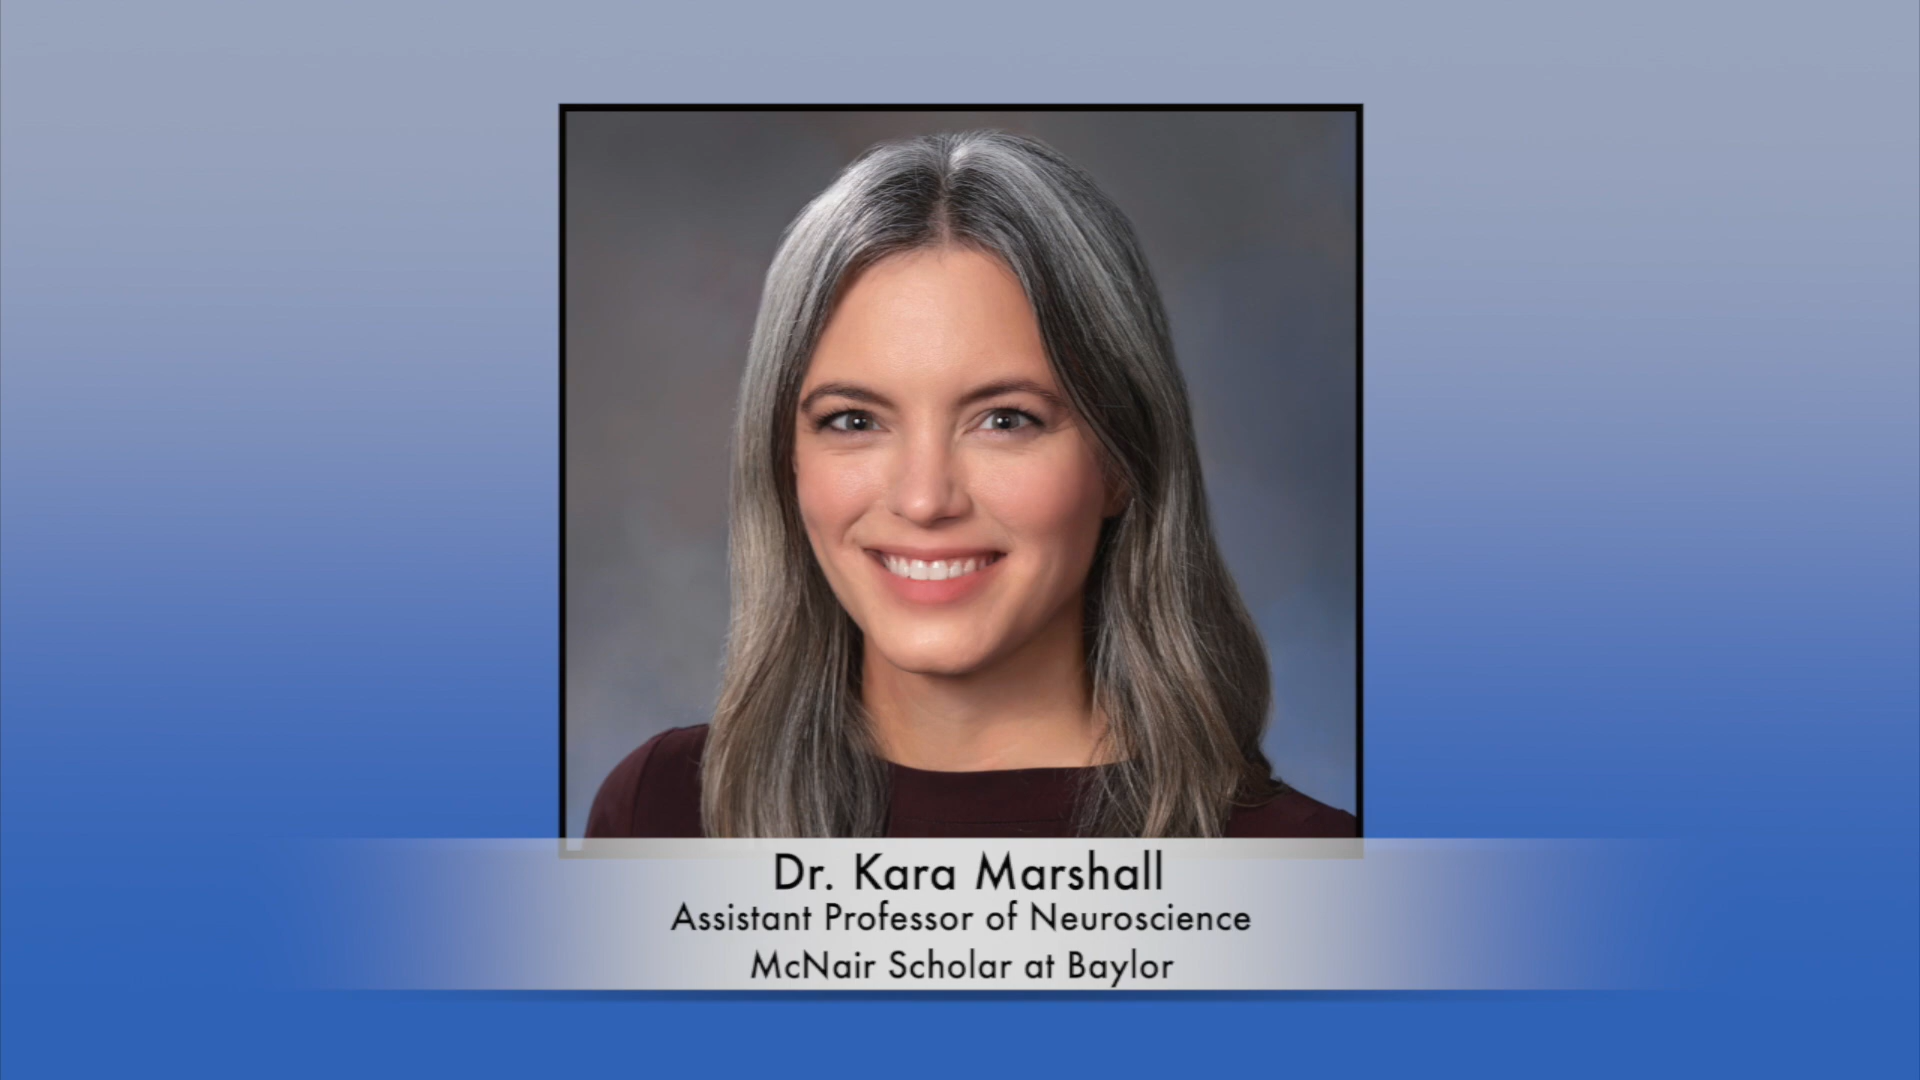 Dr. Kara Marshall
Assistant Professor of Neuroscience
McNair Scholar at Baylor